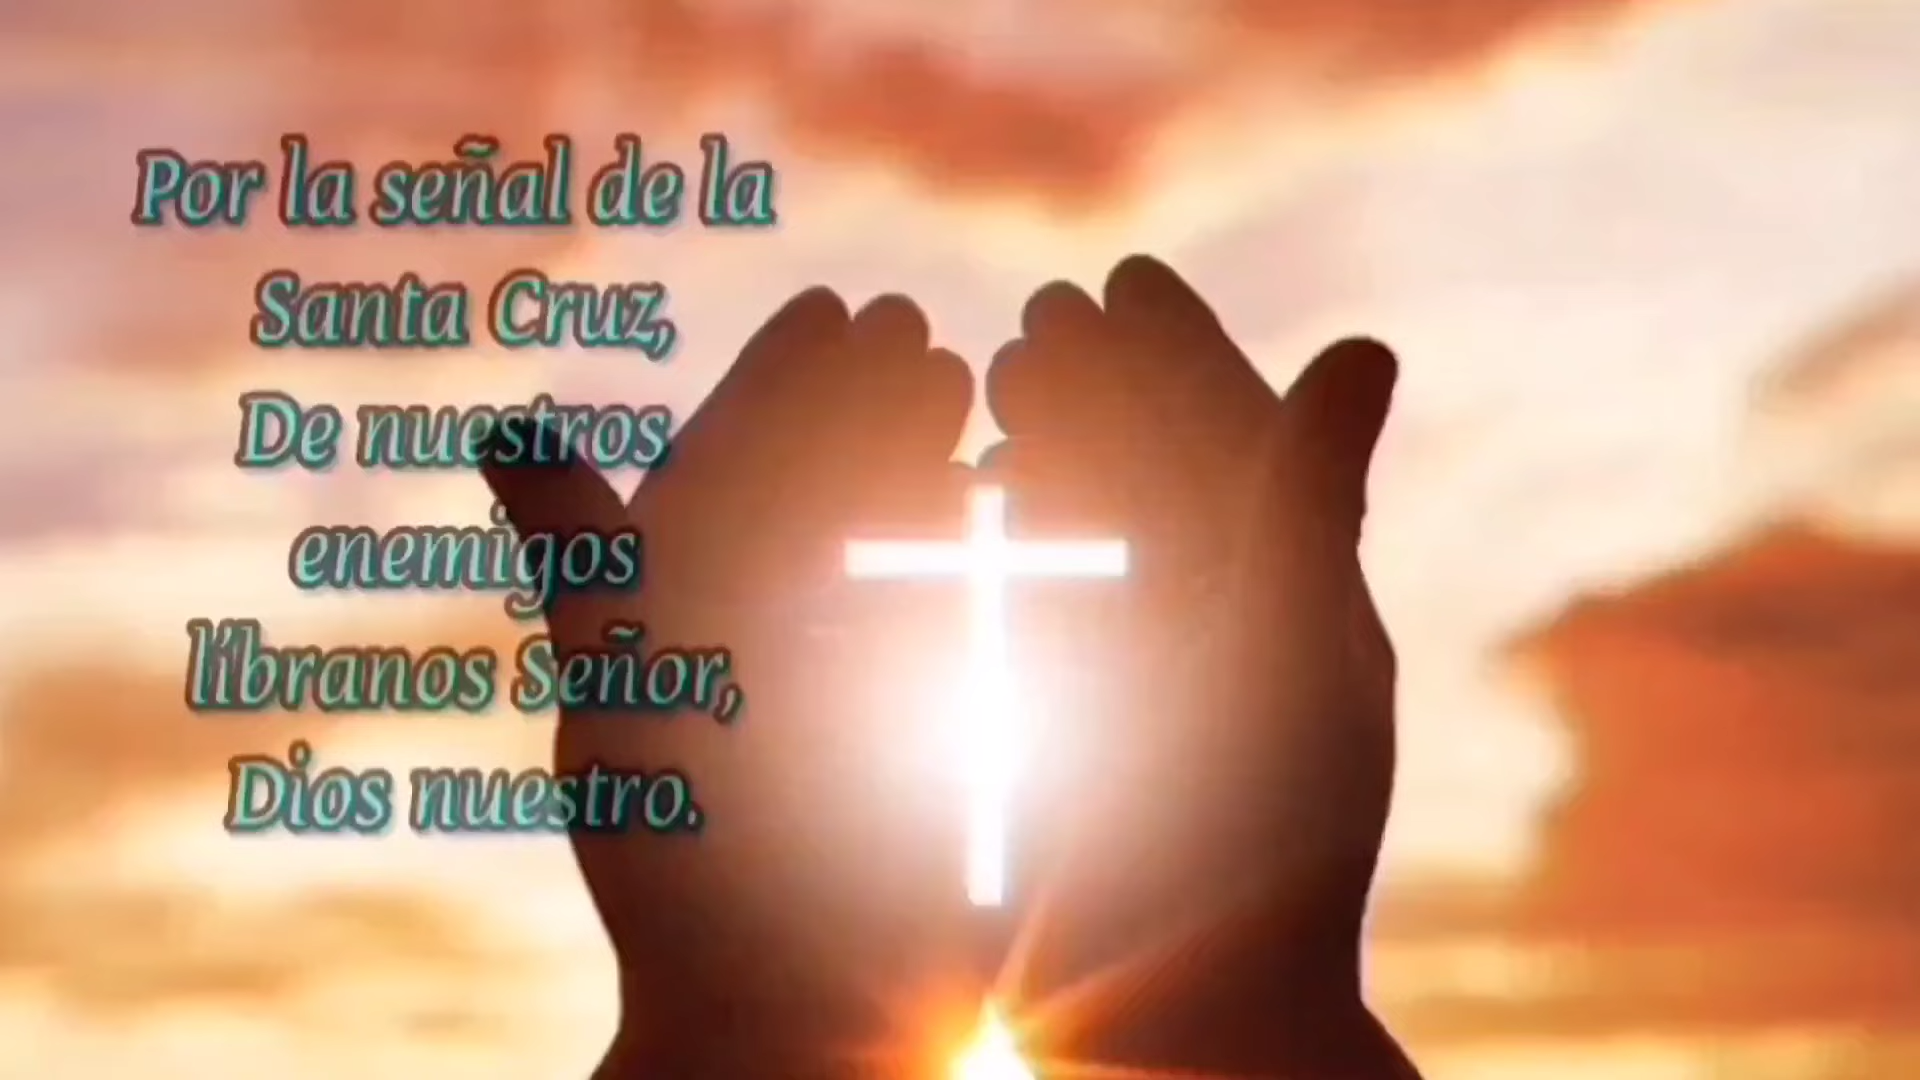 Por la señal de la
Santa Cruz,
De nuestros
enemigos
líbranos Señor,
Dios nuestro.